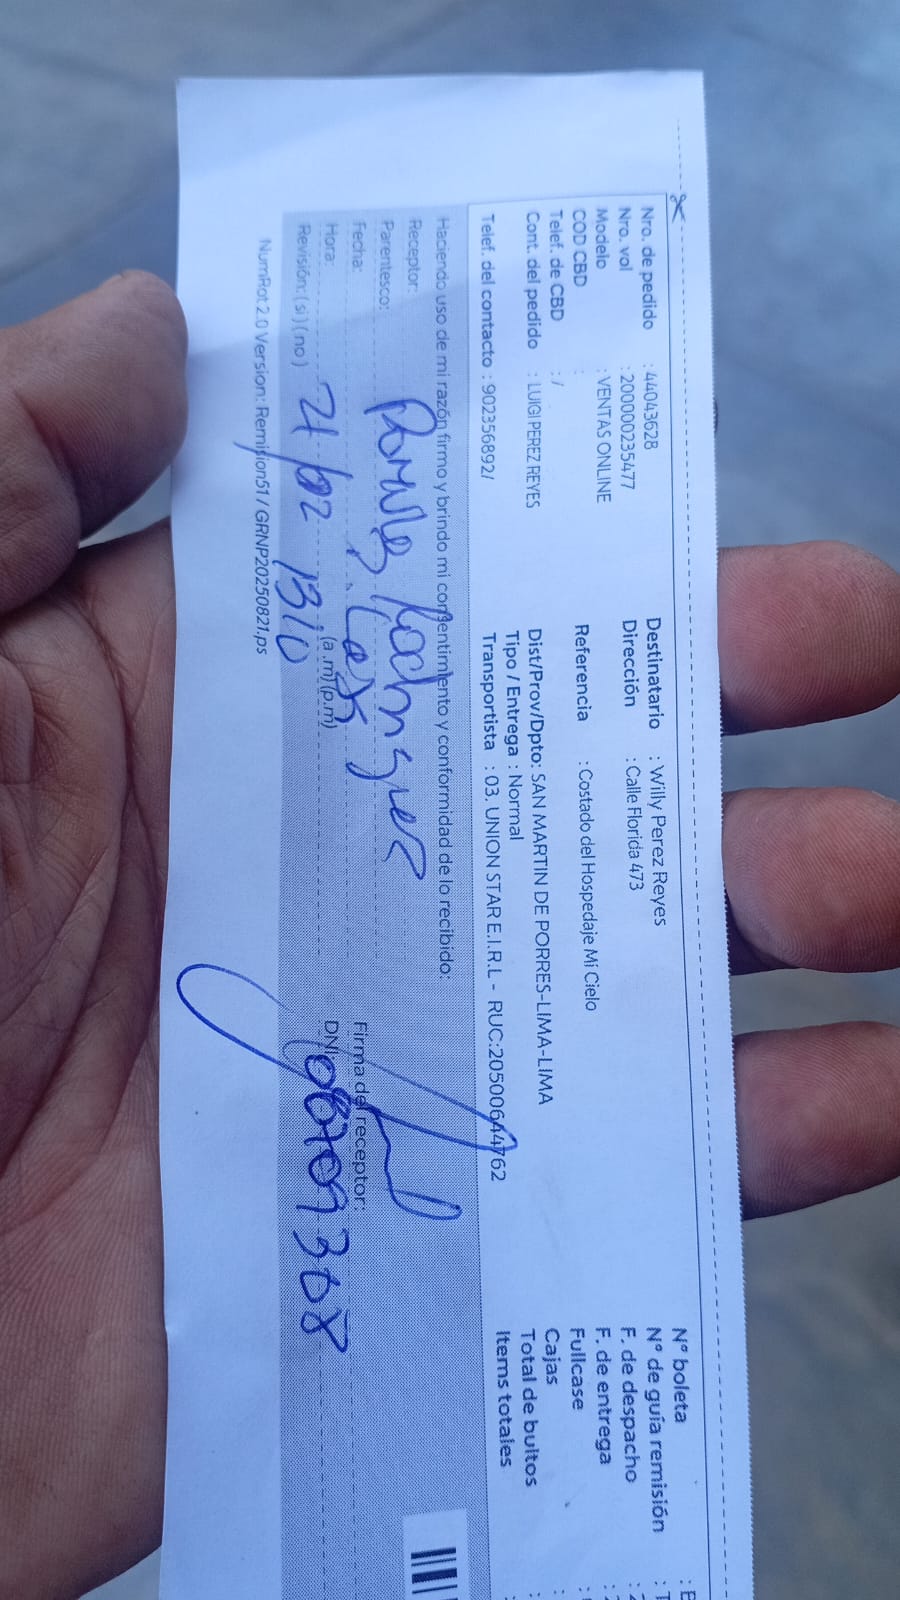 Nro. de pedido : 44043628
Nro. vol : 200000235477
Modelo : VENTAS ONLINE
COD CBD :
Telef. de CBD : /
Cont. del pedido : LUIGI PEREZ REYES
Telef. del contacto : 902356892/
Destinatario : Willy Perez Reyes
Dirección : Calle Florida 473
Referencia : Costado del Hospedaje Mi Cielo
Dist/Prov/Dpto: SAN MARTIN DE PORRES-LIMA-LIMA
Tipo / Entrega : Normal
Transportista : 03. UNION STAR E.I.R.L - RUC:20500644762
N° boleta :
N° de guía remisión :
F. de despacho :
F. de entrega :
Fullcase :
Cajas :
Total de bultos :
Items totales :
Haciendo uso de mi razón firmo y brindo mi consentimiento y conformidad de lo recibido:
Receptor:
Parentesco:
Fecha:
Hora: (a.m) (p.m)
Revisión: ( si ) ( no )
1310
Firma del receptor:
DNI:
NumRot 2.0 Version: Remision51 / GRNP20250821.ps